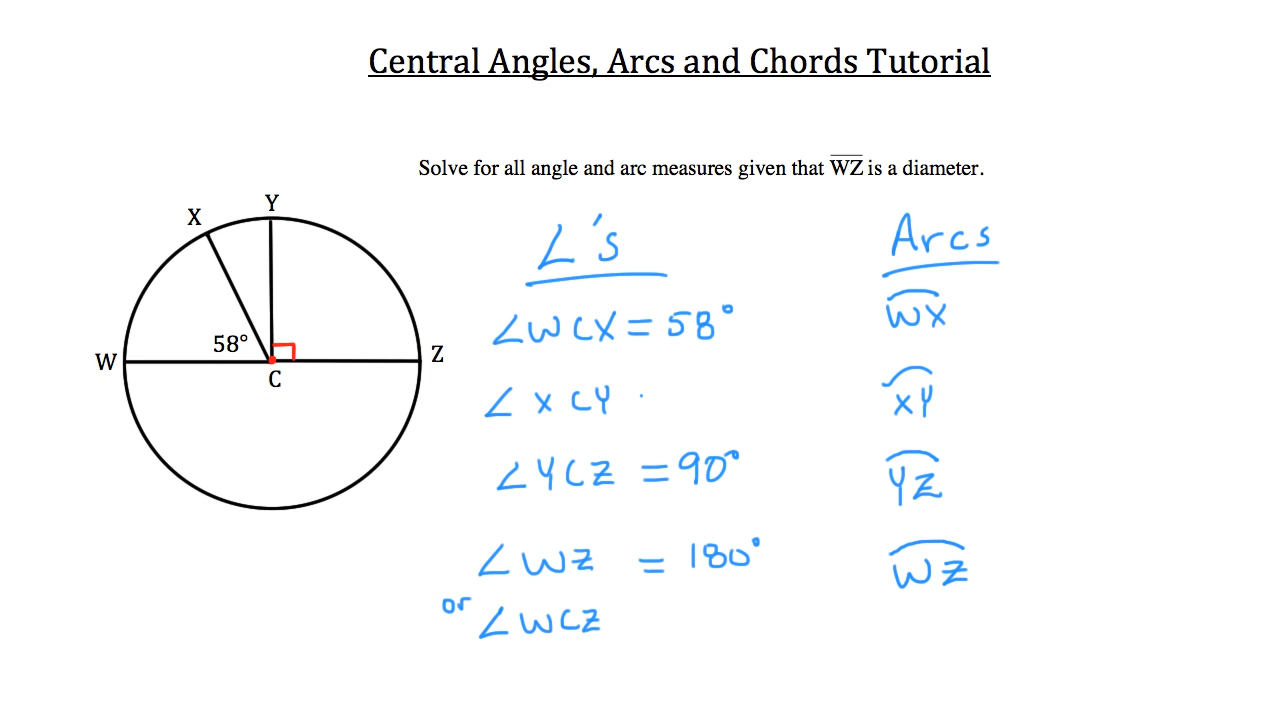 Central Angles, Arcs and Chords Tutorial
Solve for all angle and arc measures given that W̅Z̅ is a diameter.
X
Y
58°
W
Z
C
∠'s
∠WCX = 58°
∠XCY
∠YCZ = 90°
∠WZ = 180°
or ∠WCZ
Arcs
WX
XY
YZ
WZ